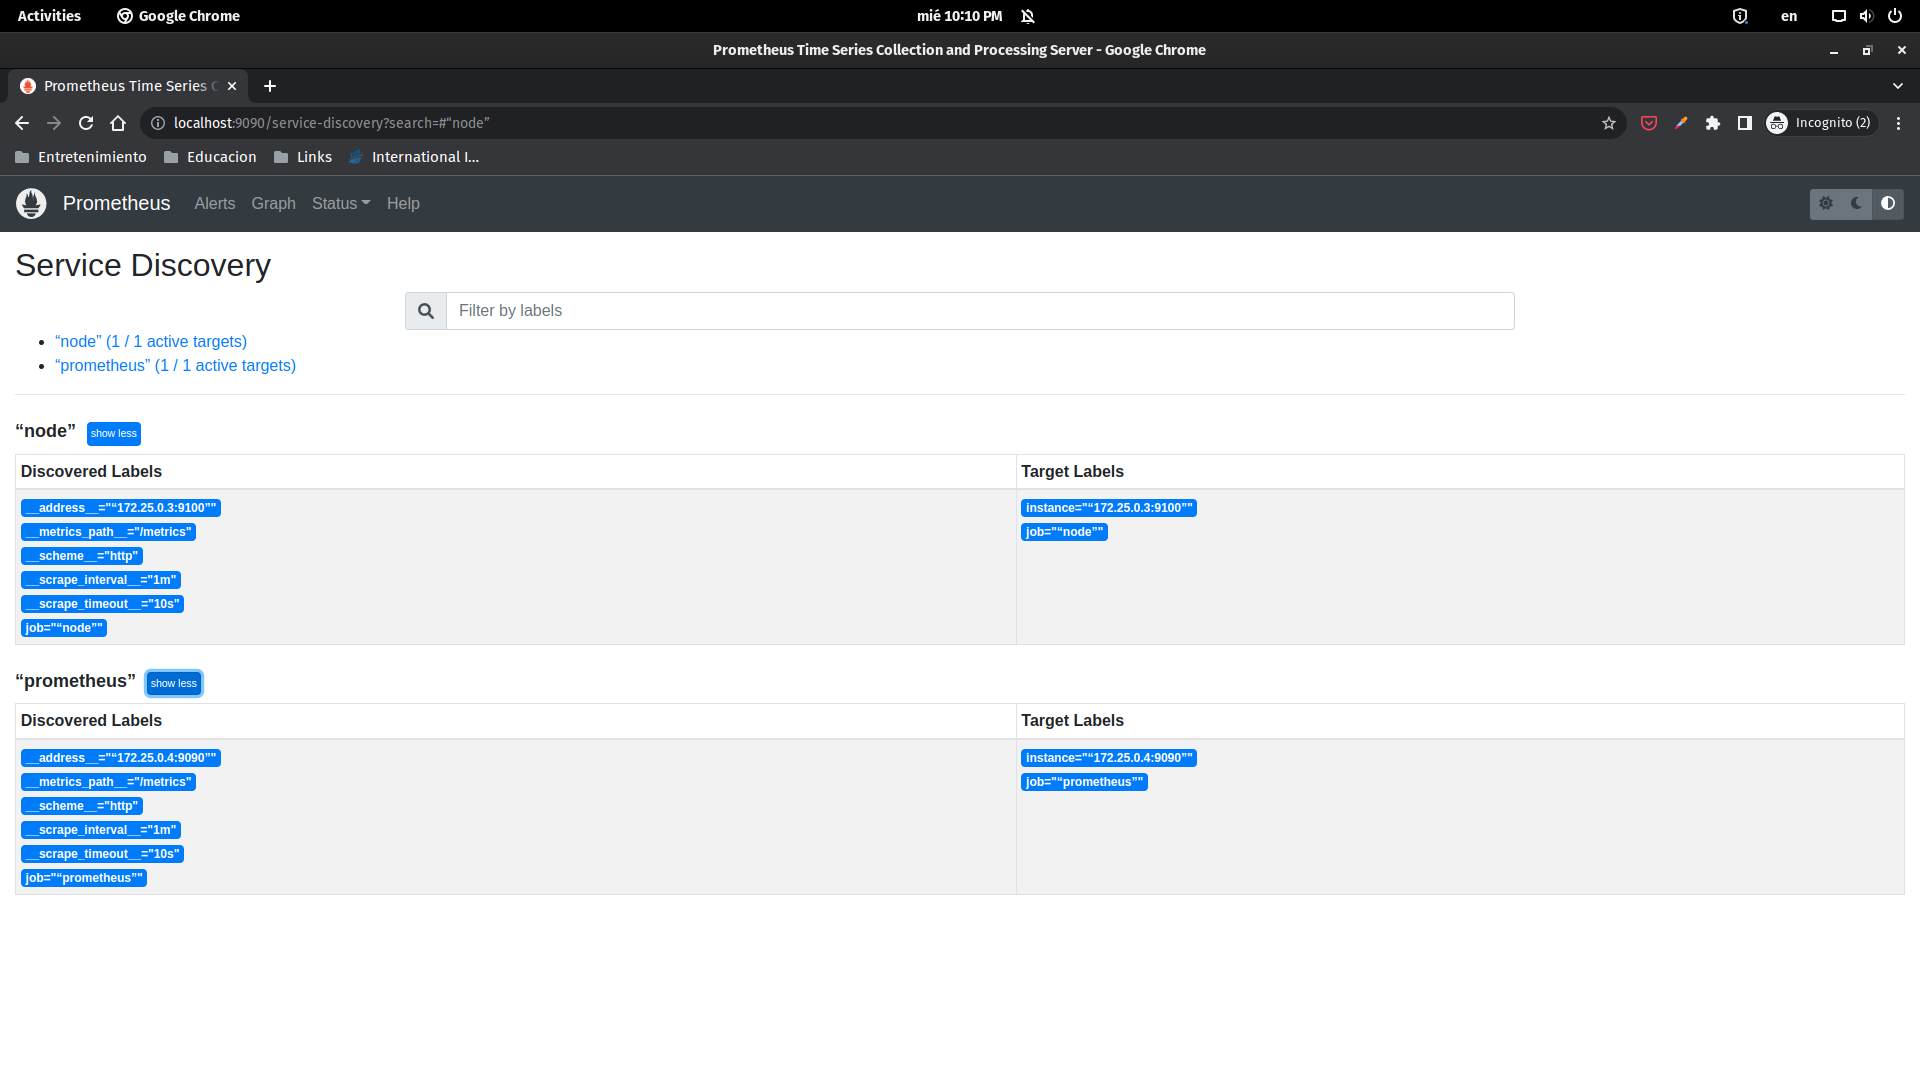 Activities Google Chrome mié 10:10 PM en
Prometheus Time Series Collection and Processing Server - Google Chrome
Prometheus Time Series
localhost:9090/service-discovery?search=#“node” Incognito (2)
Entretenimiento Educacion Links International I...
Prometheus Alerts Graph Status Help
Service Discovery
Filter by labels
“node” (1 / 1 active targets)
“prometheus” (1 / 1 active targets)
“node” show less
Discovered Labels Target Labels
__address__="“172.25.0.3:9100”" instance="“172.25.0.3:9100”"
__metrics_path__="/metrics" job="“node”"
__scheme__="http"
__scrape_interval__="1m"
__scrape_timeout__="10s"
job="“node”"
“prometheus” show less
Discovered Labels Target Labels
__address__="“172.25.0.4:9090”" instance="“172.25.0.4:9090”"
__metrics_path__="/metrics" job="“prometheus”"
__scheme__="http"
__scrape_interval__="1m"
__scrape_timeout__="10s"
job="“prometheus”"